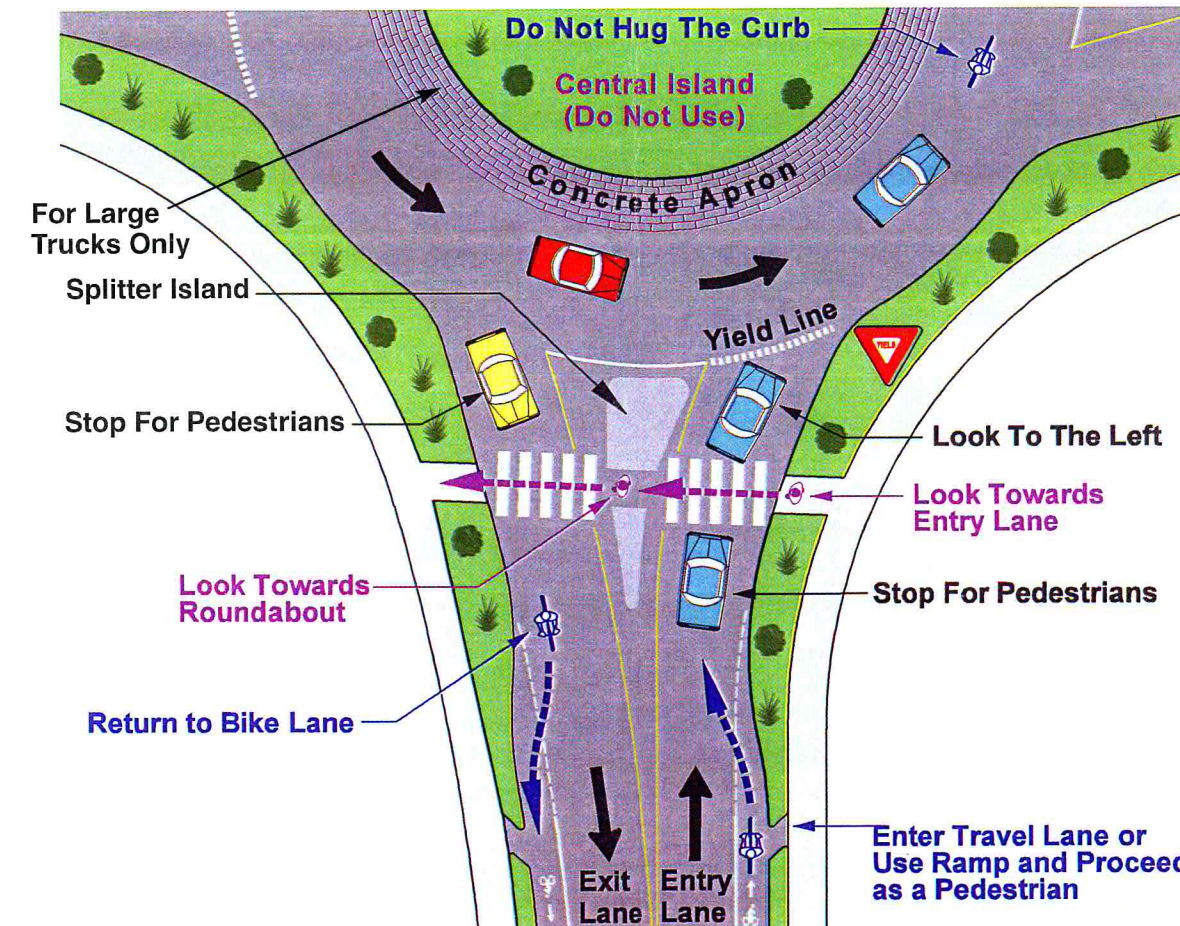 Do Not Hug The Curb
Central Island
(Do Not Use)
Concrete Apron
For Large
Trucks Only
Splitter Island
Yield Line
YIELD
Stop For Pedestrians
Look To The Left
Look Towards
Entry Lane
Look Towards
Roundabout
Stop For Pedestrians
Return to Bike Lane
Enter Travel Lane or
Use Ramp and Proceed
as a Pedestrian
Exit
Lane
Entry
Lane